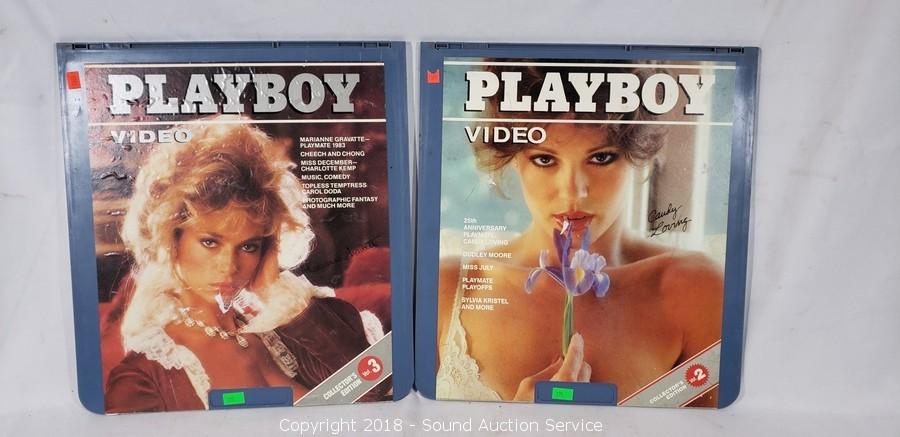 PLAYBOY
VIDEO
MARIANNE GRAVATTE—
PLAYMATE 1983
CHEECH AND CHONG
MISS DECEMBER—
CHARLOTTE KEMP
MUSIC, COMEDY
TOPLESS TEMPTRESS
CAROL DODA
PHOTOGRAPHIC FANTASY
AND MUCH MORE
COLLECTOR'S
EDITION
Vol. 3
PLAYBOY
VIDEO
Candy
Loving
25th
ANNIVERSARY
PLAYMATE
CANDY LOVING
DUDLEY MOORE
MISS JULY
PLAYMATE
PLAYOFFS
SYLVIA KRISTEL
AND MORE
COLLECTOR'S
EDITION
Vol. 2
Copyright 2018 - Sound Auction Service